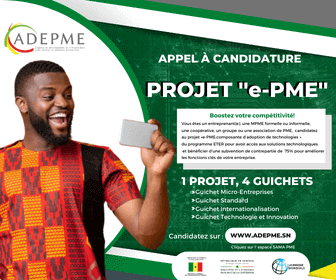 ADEPME
APPEL À CANDIDATURE
PROJET "e-PME"
Boostez votre compétitivité!
Vous êtes un entreprenant(e), une MPME formelle ou informelle,
une coopérative, un groupe ou une association de PME, candidatez
au projet «e-PME,composante d'adoption de technologies »
du programme ETER pour avoir accès aux solutions technologiques
et bénéficier d'une subvention de contrepartie de 75% pour améliorer
les fonctions clés de votre entreprise.
1 PROJET, 4 GUICHETS
Guichet Micro-Entreprises
Guichet Standard
Guichet Internationalisation
Guichet Technologie et Innovation
Candidatez sur :
WWW.ADEPME.SN
Cliquez sur l'espace SAMA PME
LA BANQUE MONDIALE